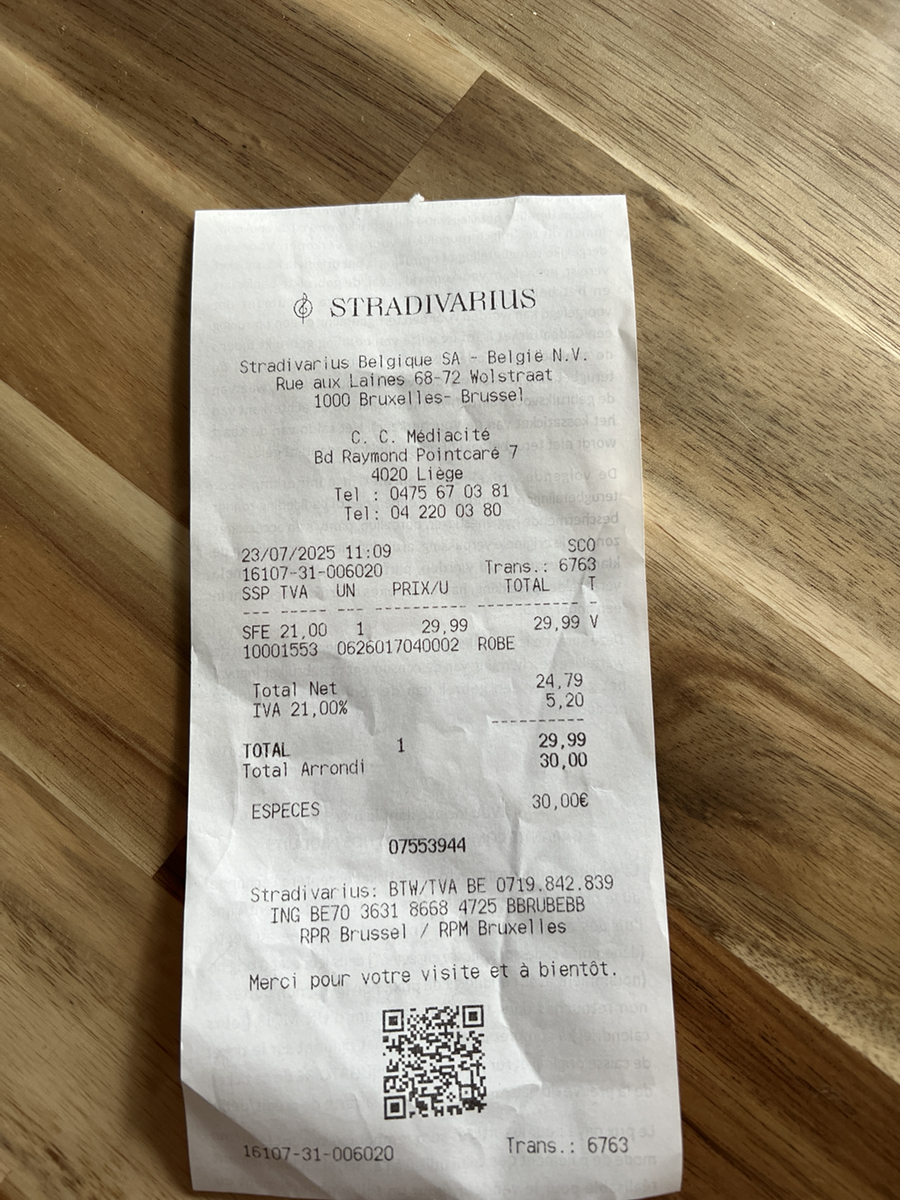 STRADIVARIUS
Stradivarius Belgique SA - België N.V.
Rue aux Laines 68-72 Wolstraat
1000 Bruxelles- Brussel
C. C. Médiacité
Bd Raymond Pointcaré 7
4020 Liège
Tel : 0475 67 03 81
Tel: 04 220 03 80
23/07/2025 11:09 SCO
16107-31-006020 Trans.: 6763
SSP TVA UN PRIX/U TOTAL T
--- ----- --- -------- ---------- -
SFE 21,00 1 29,99 29,99 V
10001553 0626017040002 ROBE
Total Net 24,79
IVA 21,00% 5,20
----------
TOTAL 1 29,99
Total Arrondi 30,00
ESPECES 30,00€
07553944
Stradivarius: BTW/TVA BE 0719.842.839
ING BE70 3631 8668 4725 BBRUBEBB
RPR Brussel / RPM Bruxelles
Merci pour votre visite et à bientôt.
16107-31-006020 Trans.: 6763